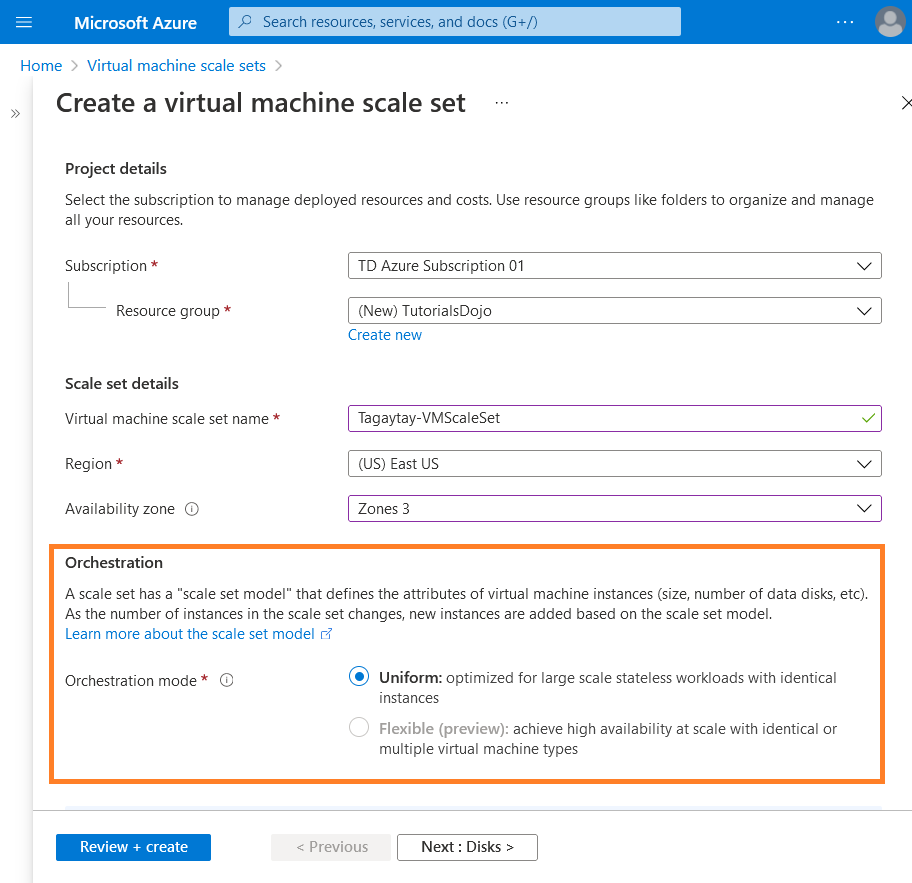 Microsoft Azure
Search resources, services, and docs (G+/)
...
Home > Virtual machine scale sets >
»
Create a virtual machine scale set ...
Project details
Select the subscription to manage deployed resources and costs. Use resource groups like folders to organize and manage
all your resources.
Subscription *
TD Azure Subscription 01
Resource group *
(New) TutorialsDojo
Create new
Scale set details
Virtual machine scale set name *
Tagaytay-VMScaleSet
Region *
(US) East US
Availability zone
Zones 3
Orchestration
A scale set has a "scale set model" that defines the attributes of virtual machine instances (size, number of data disks, etc).
As the number of instances in the scale set changes, new instances are added based on the scale set model.
Learn more about the scale set model
Orchestration mode *
Uniform: optimized for large scale stateless workloads with identical
instances
Flexible (preview): achieve high availability at scale with identical or
multiple virtual machine types
Review + create
< Previous
Next : Disks >